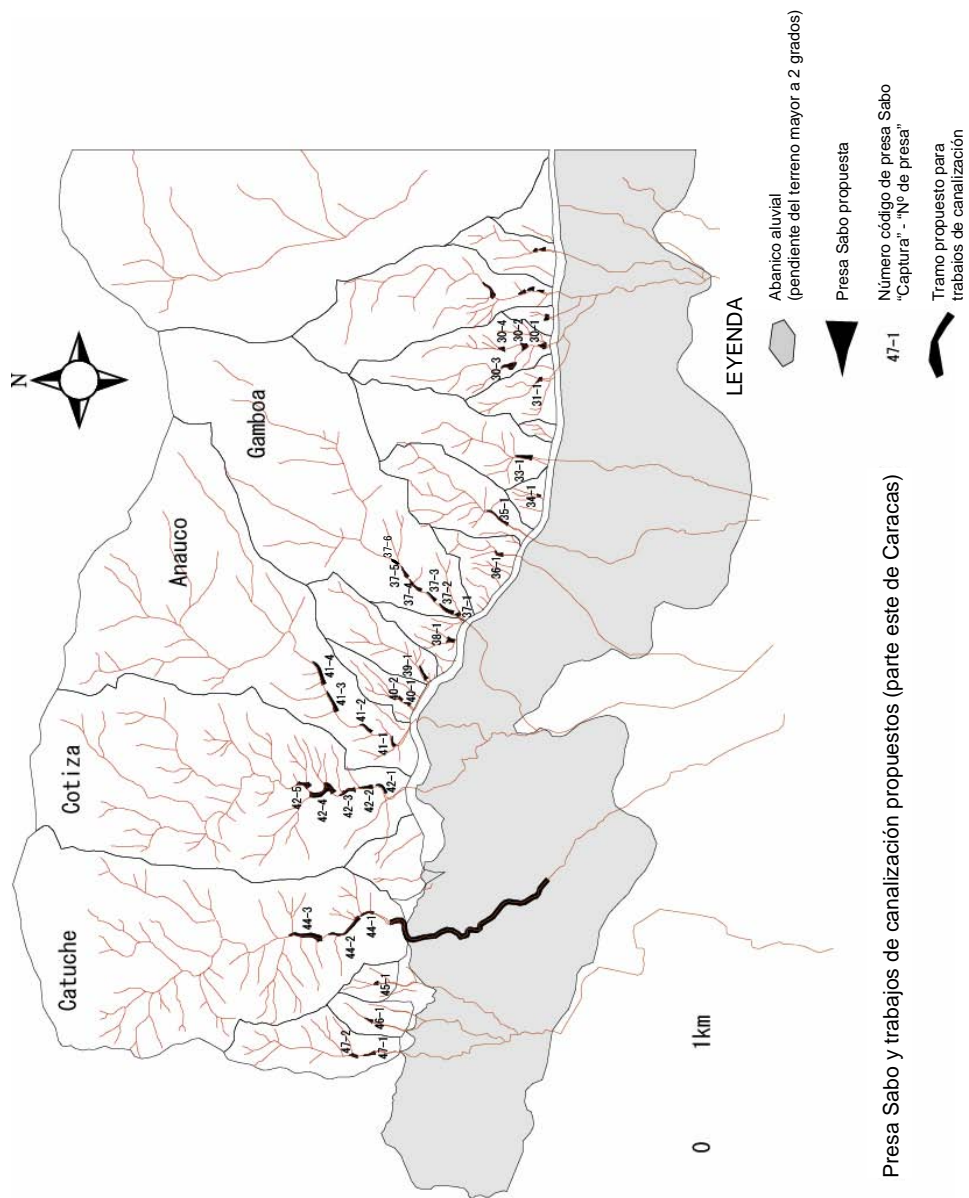 N
Catuche
Cotiza
Anauco
Gamboa
47-2
47-1
46-1
45-1
44-3
44-2
44-1
42-5
42-4
42-3
42-2
42-1
41-4
41-3
41-2
41-1
40-2
40-1
39-1
38-1
37-6
37-5
37-4
37-3
37-2
37-1
36-1
35-1
34-1
33-1
31-1
30-3
30-4
30-2
30-1
0
1km
LEYENDA
Abanico aluvial
(pendiente del terreno mayor a 2 grados)
Presa Sabo propuesta
47-1
Número código de presa Sabo
“Captura” - “Nº de presa”
Tramo propuesto para
trabajos de canalización
Presa Sabo y trabajos de canalización propuestos (parte este de Caracas)